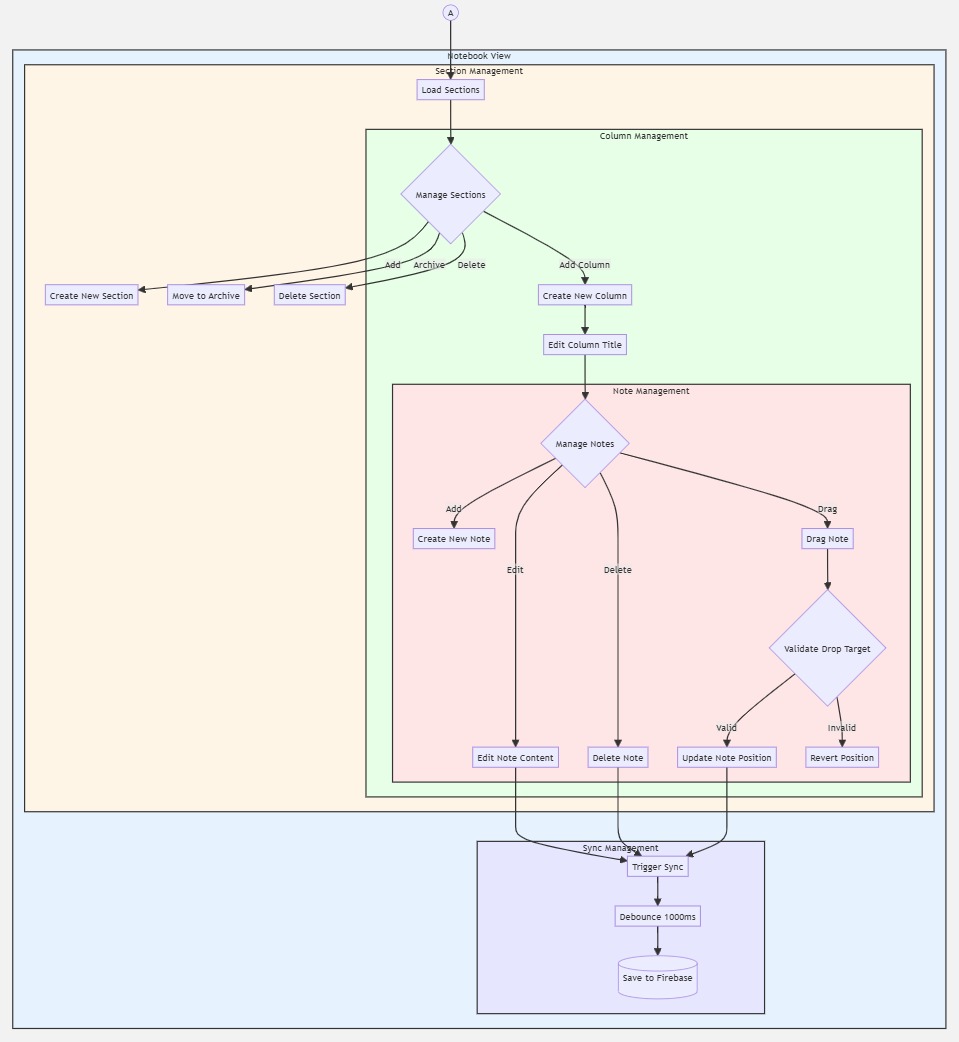 A
Notebook View
Section Management
Load Sections
Column Management
Manage Sections
Add
Archive
Delete
Add Column
Create New Section
Move to Archive
Delete Section
Create New Column
Edit Column Title
Note Management
Manage Notes
Add
Drag
Create New Note
Drag Note
Edit
Delete
Validate Drop Target
Valid
Invalid
Edit Note Content
Delete Note
Update Note Position
Revert Position
Sync Management
Trigger Sync
Debounce 1000ms
Save to Firebase